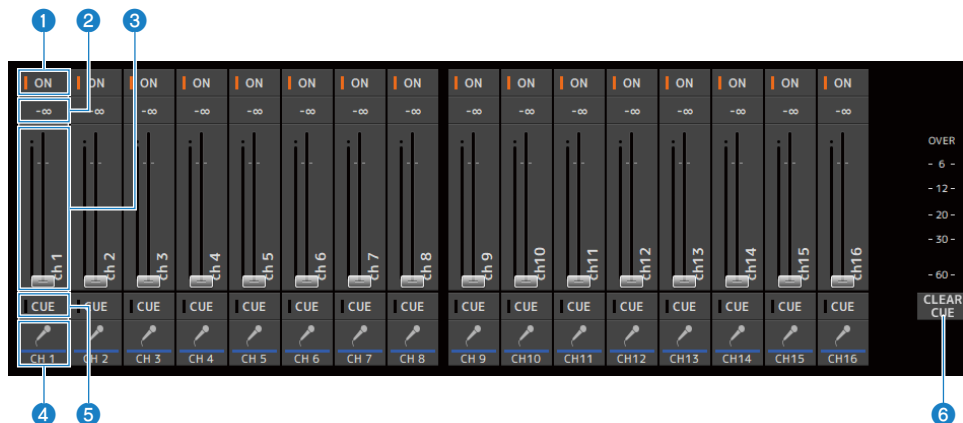 1 2 3
ON ON ON ON ON ON ON ON ON ON ON ON ON ON ON ON
-∞ -∞ -∞ -∞ -∞ -∞ -∞ -∞ -∞ -∞ -∞ -∞ -∞ -∞ -∞ -∞
OVER
- 6 -
- 12 -
- 20 -
- 30 -
- 60 -
ch 1 ch 2 ch 3 ch 4 ch 5 ch 6 ch 7 ch 8 ch 9 ch10 ch11 ch12 ch13 ch14 ch15 ch16
CUE CUE CUE CUE CUE CUE CUE CUE CUE CUE CUE CUE CUE CUE CUE CUE
CLEAR
CUE
CH 1 CH 2 CH 3 CH 4 CH 5 CH 6 CH 7 CH 8 CH 9 CH10 CH11 CH12 CH13 CH14 CH15 CH16
4 5 6